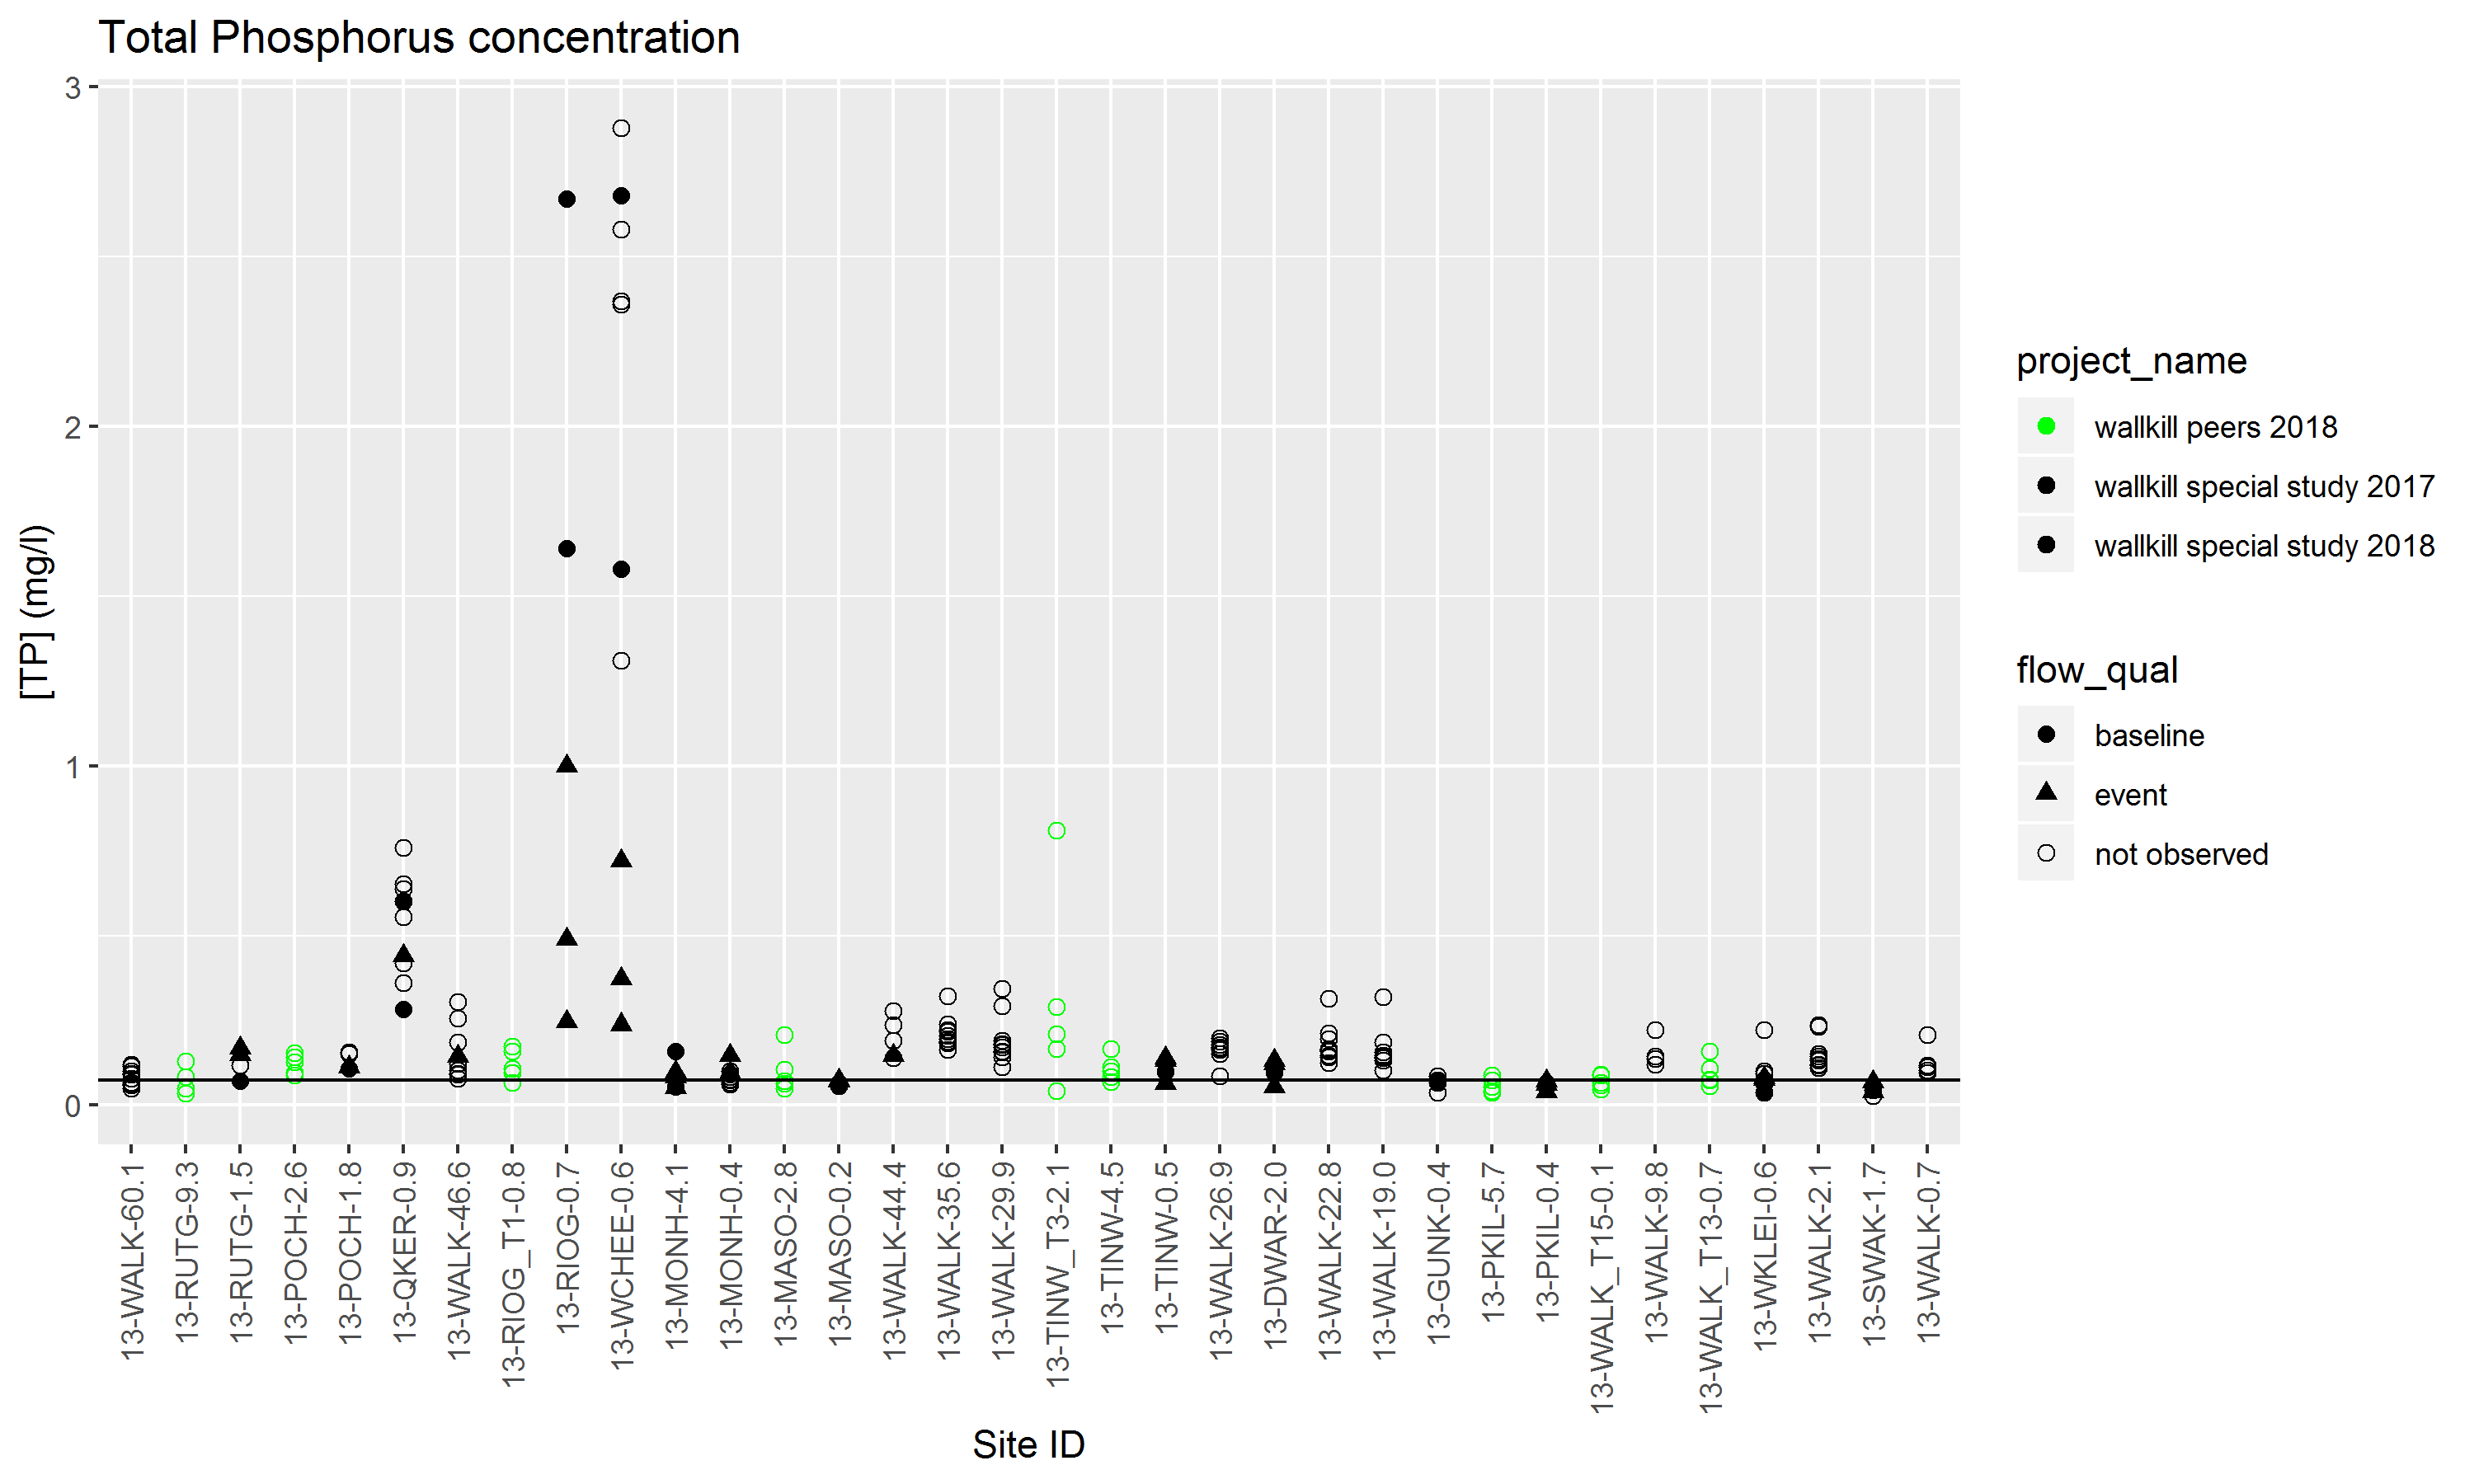 Total Phosphorus concentration
3
2
1
0
[TP] (mg/l)
13-WALK-60.1
13-RUTG-9.3
13-RUTG-1.5
13-POCH-2.6
13-POCH-1.8
13-QKER-0.9
13-WALK-46.6
13-RIOG_T1-0.8
13-RIOG-0.7
13-WCHEE-0.6
13-MONH-4.1
13-MONH-0.4
13-MASO-2.8
13-MASO-0.2
13-WALK-44.4
13-WALK-35.6
13-WALK-29.9
13-TINW_T3-2.1
13-TINW-4.5
13-TINW-0.5
13-WALK-26.9
13-DWAR-2.0
13-WALK-22.8
13-WALK-19.0
13-GUNK-0.4
13-PKIL-5.7
13-PKIL-0.4
13-WALK_T15-0.1
13-WALK-9.8
13-WALK_T13-0.7
13-WKLEI-0.6
13-WALK-2.1
13-SWAK-1.7
13-WALK-0.7
Site ID
project_name
wallkill peers 2018
wallkill special study 2017
wallkill special study 2018
flow_qual
baseline
event
not observed